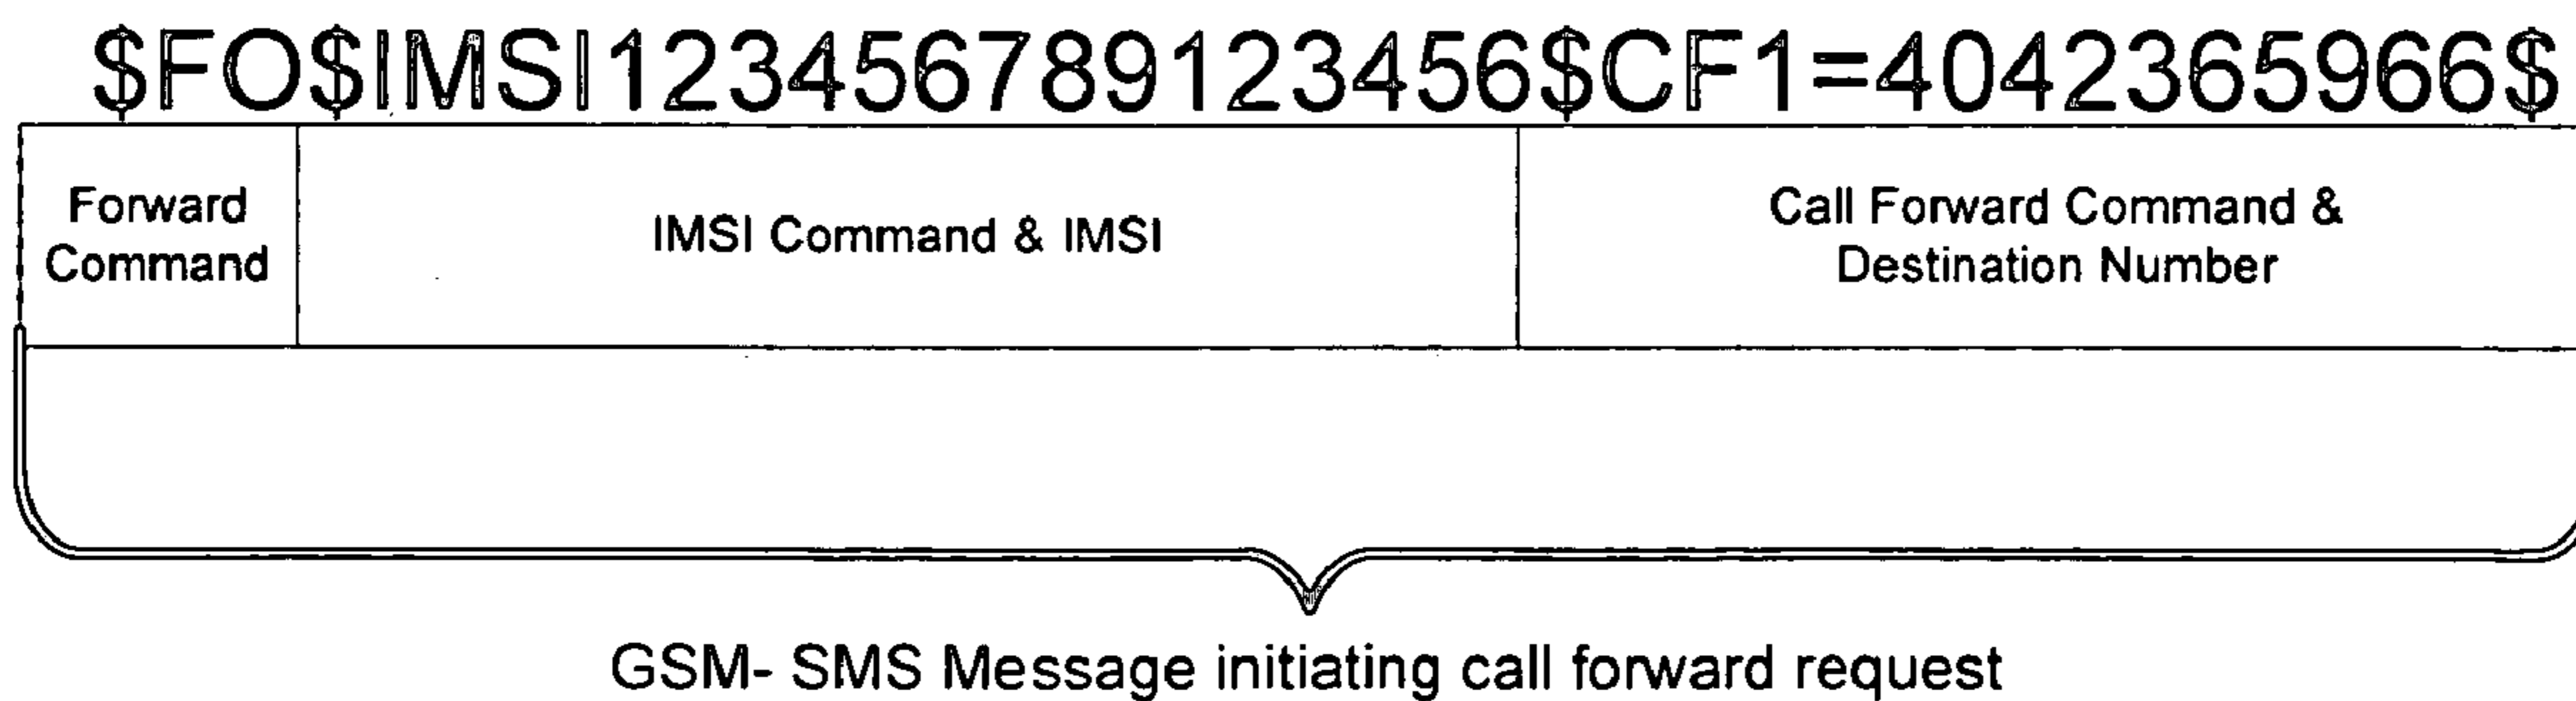 $FO$IMSI123456789123456$CF1=4042365966$
Forward
Command
IMSI Command & IMSI
Call Forward Command &
Destination Number
GSM- SMS Message initiating call forward request